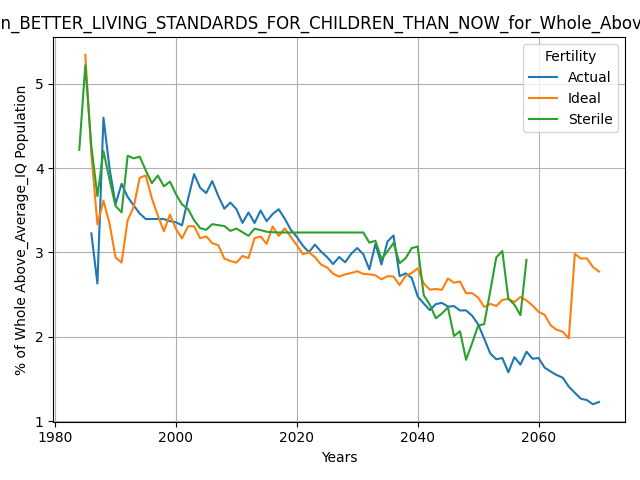 n_BETTER_LIVING_STANDARDS_FOR_CHILDREN_THAN_NOW_for_Whole_Abov
Fertility
Actual
Ideal
Sterile
% of Whole Above_Average_IQ Population
5
4
3
2
1
1980 2000 2020 2040 2060
Years